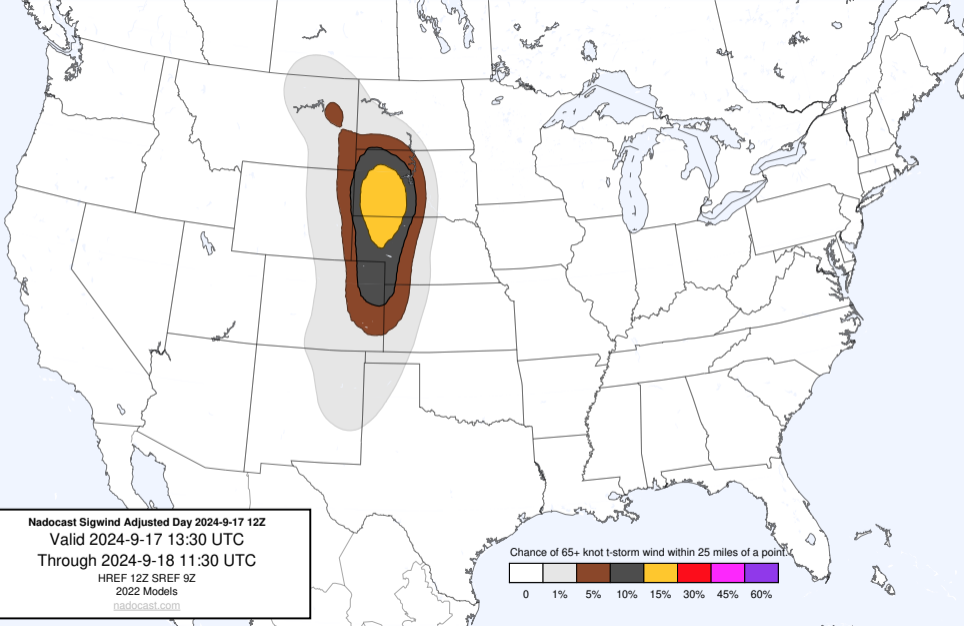 Nadocast Sigwind Adjusted Day 2024-9-17 12Z
Valid 2024-9-17 13:30 UTC
Through 2024-9-18 11:30 UTC
HREF 12Z SREF 9Z
2022 Models
nadocast.com
Chance of 65+ knot t-storm wind within 25 miles of a point.
0 1% 5% 10% 15% 30% 45% 60%